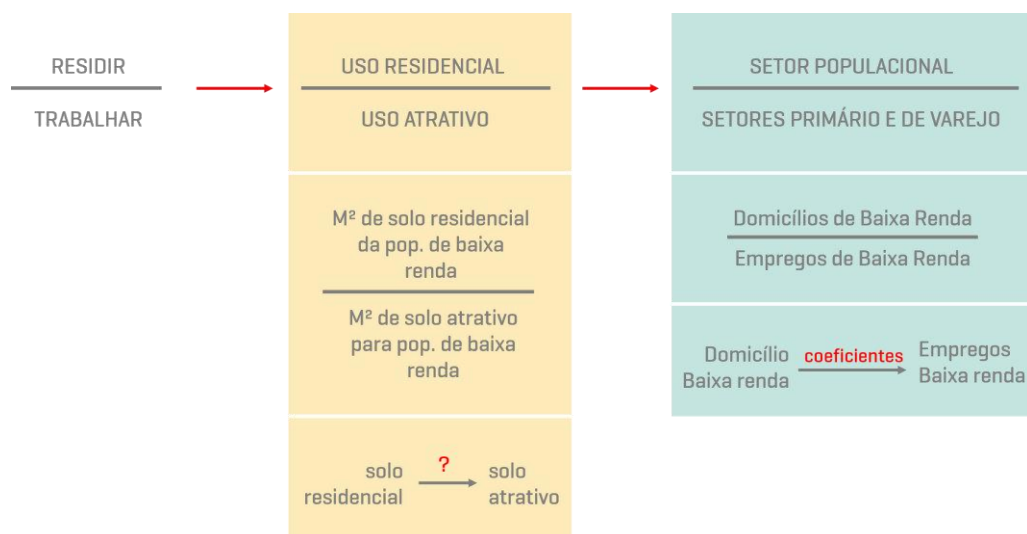 RESIDIR
TRABALHAR
USO RESIDENCIAL
USO ATRATIVO
M² de solo residencial
da pop. de baixa
renda
M² de solo atrativo
para pop. de baixa
renda
solo
residencial
?
solo
atrativo
SETOR POPULACIONAL
SETORES PRIMÁRIO E DE VAREJO
Domicílios de Baixa Renda
Empregos de Baixa Renda
Domicílio
Baixa renda
coeficientes
Empregos
Baixa renda